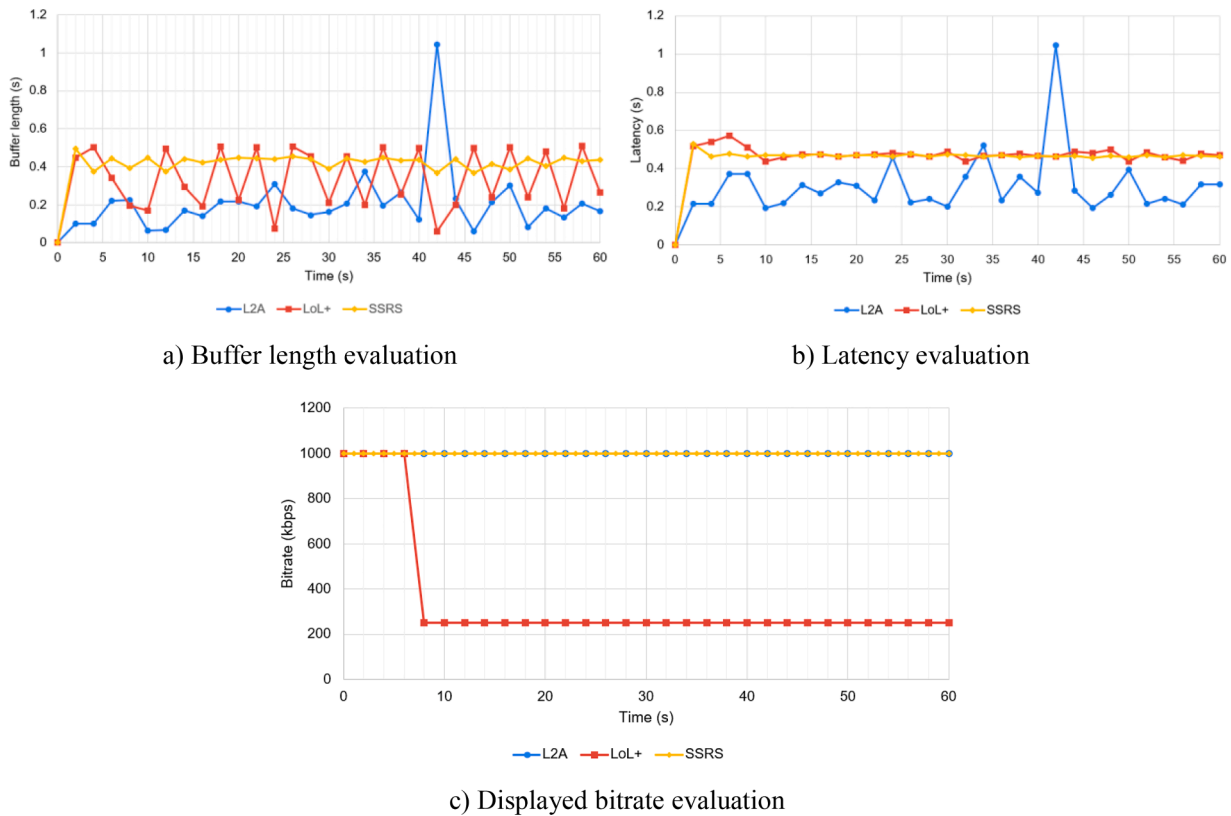 1.2
1
0.8
0.6
0.4
0.2
0
Buffer length (s)
0 5 10 15 20 25 30 35 40 45 50 55 60
Time (s)
L2A LoL+ SSRS
a) Buffer length evaluation
1.2
1
0.8
0.6
0.4
0.2
0
Latency (s)
0 5 10 15 20 25 30 35 40 45 50 55 60
Time (s)
L2A LoL+ SSRS
b) Latency evaluation
1200
1000
800
600
400
200
0
Bitrate (kbps)
0 10 20 30 40 50 60
Time (s)
L2A LoL+ SSRS
c) Displayed bitrate evaluation